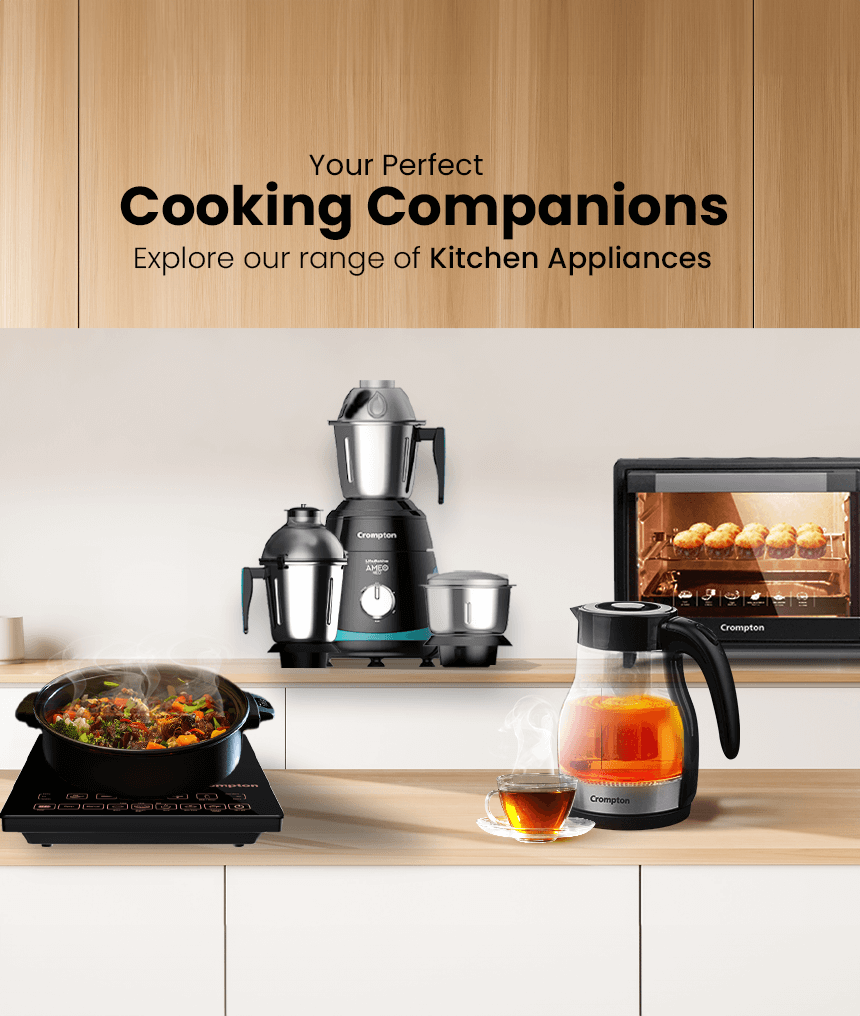 Your Perfect
Cooking Companions
Explore our range of Kitchen Appliances
Crompton
AMEO
Crompton
Crompton